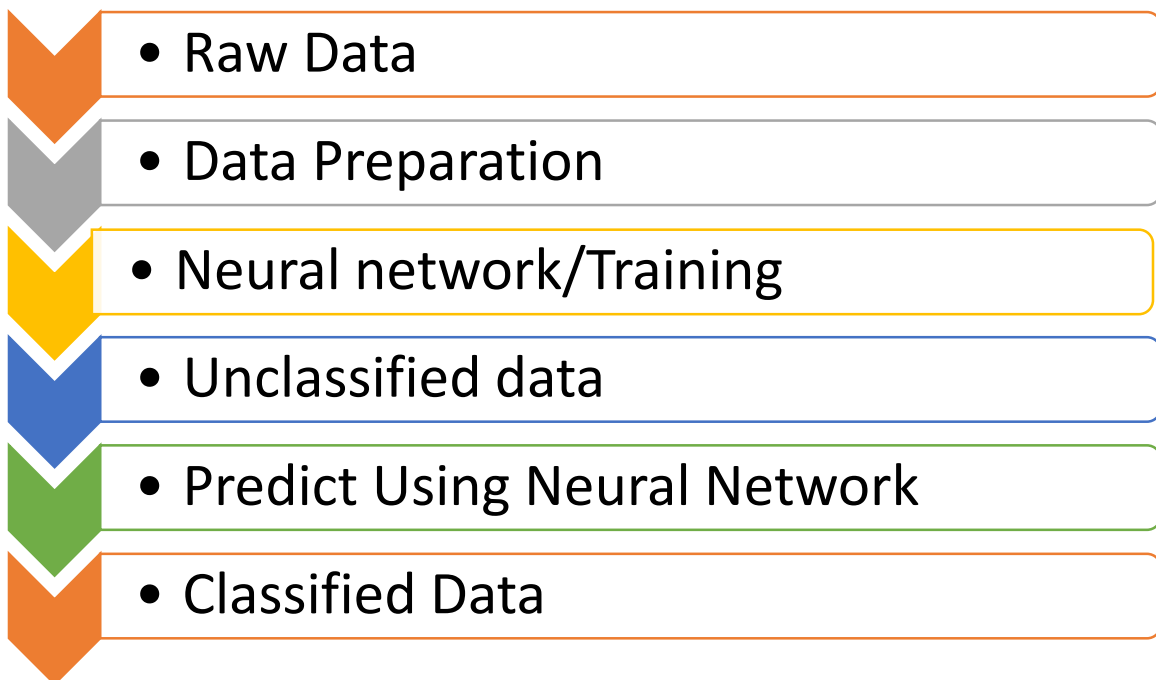 • Raw Data
• Data Preparation
• Neural network/Training
• Unclassified data
• Predict Using Neural Network
• Classified Data